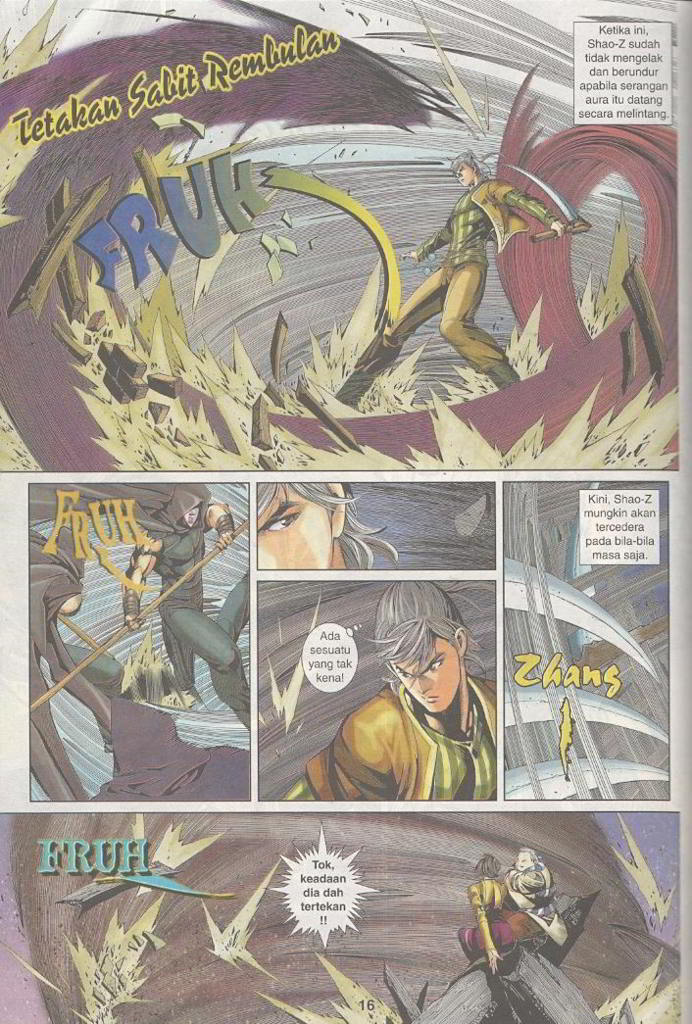 Ketika ini,
Shao-Z sudah
tidak mengelak
dan berundur
apabila serangan
aura itu datang
secara melintang.
Tetakan Sabit Rembulan
FRUH
FRUH
Ada
sesuatu
yang tak
kena!
Kini, Shao-Z
mungkin akan
tercedera
pada bila-bila
masa saja.
Zhang
!
FRUH
Tok,
keadaan
dia dah
tertekan
!!
16